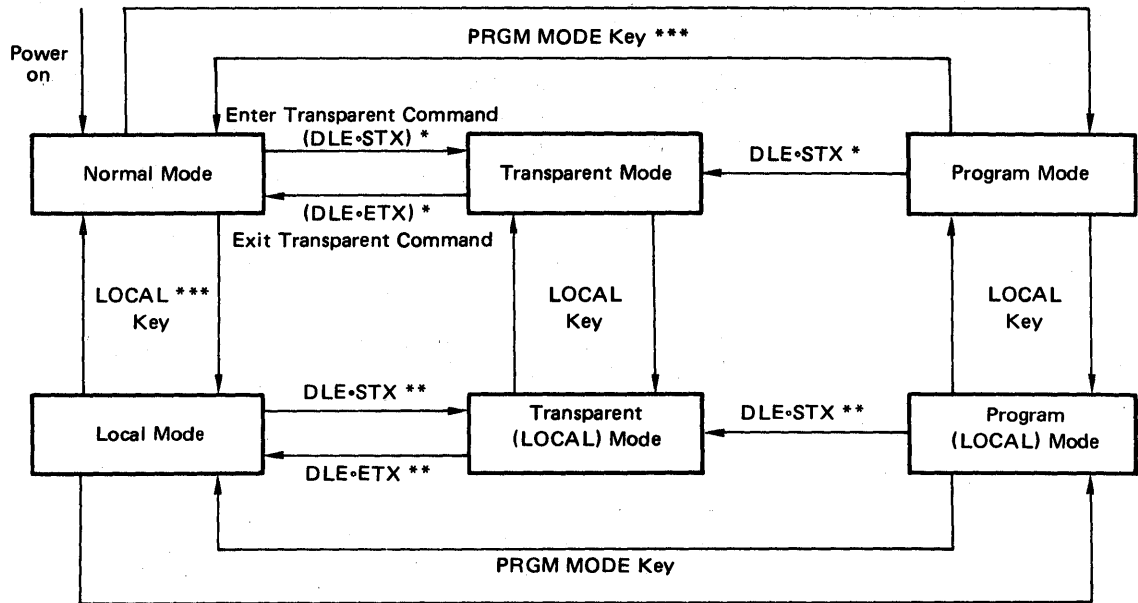 PRGM MODE Key ***
Power
on
Enter Transparent Command
(DLE•STX) *
Normal Mode
Transparent Mode
DLE•STX *
Program Mode
(DLE•ETX) *
Exit Transparent Command
LOCAL ***
Key
LOCAL
Key
LOCAL
Key
DLE•STX **
Local Mode
Transparent
(LOCAL) Mode
DLE•STX **
Program
(LOCAL) Mode
DLE•ETX **
PRGM MODE Key